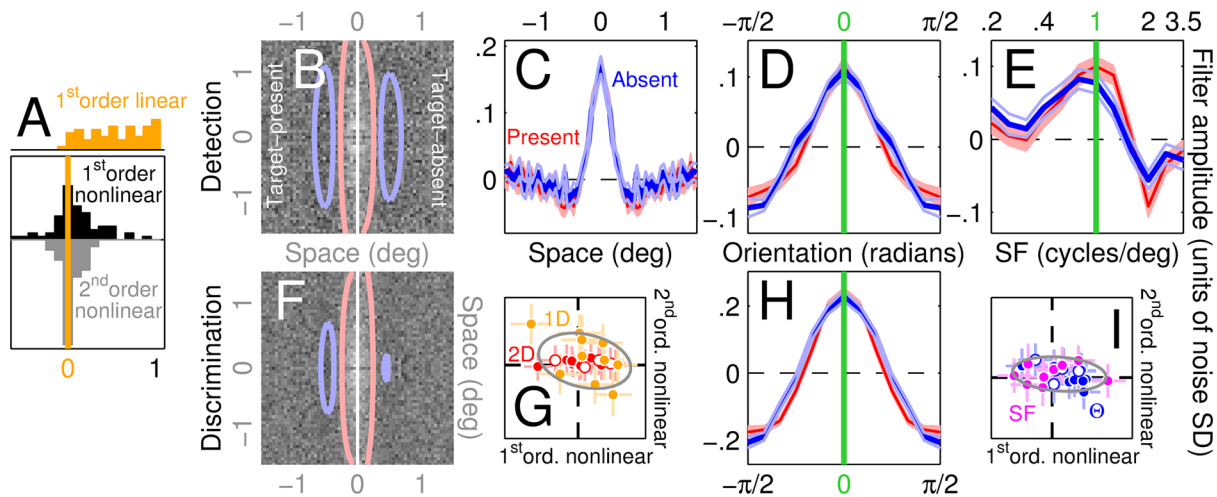 −1 0 1
−1 0 1
−π/2 0 π/2
.2 .4 1 2 3.5
A
1st order linear
1st order
nonlinear
2nd order
nonlinear
0 1
Detection
1
0
−1
B
Target−present
Target−absent
Space (deg)
.2
.1
0
C
Absent
Present
Space (deg)
.1
0
−.1
D
Orientation (radians)
.1
0
−.1
E
SF (cycles/deg)
Filter amplitude (units of noise SD)
Discrimination
1
0
−1
F
Space (deg)
−1 0 1
1D
2D
G
2nd ord. nonlinear
1st ord. nonlinear
.2
0
−.2
H
−π/2 0 π/2
I
SF
Θ
2nd ord. nonlinear
1st ord. nonlinear